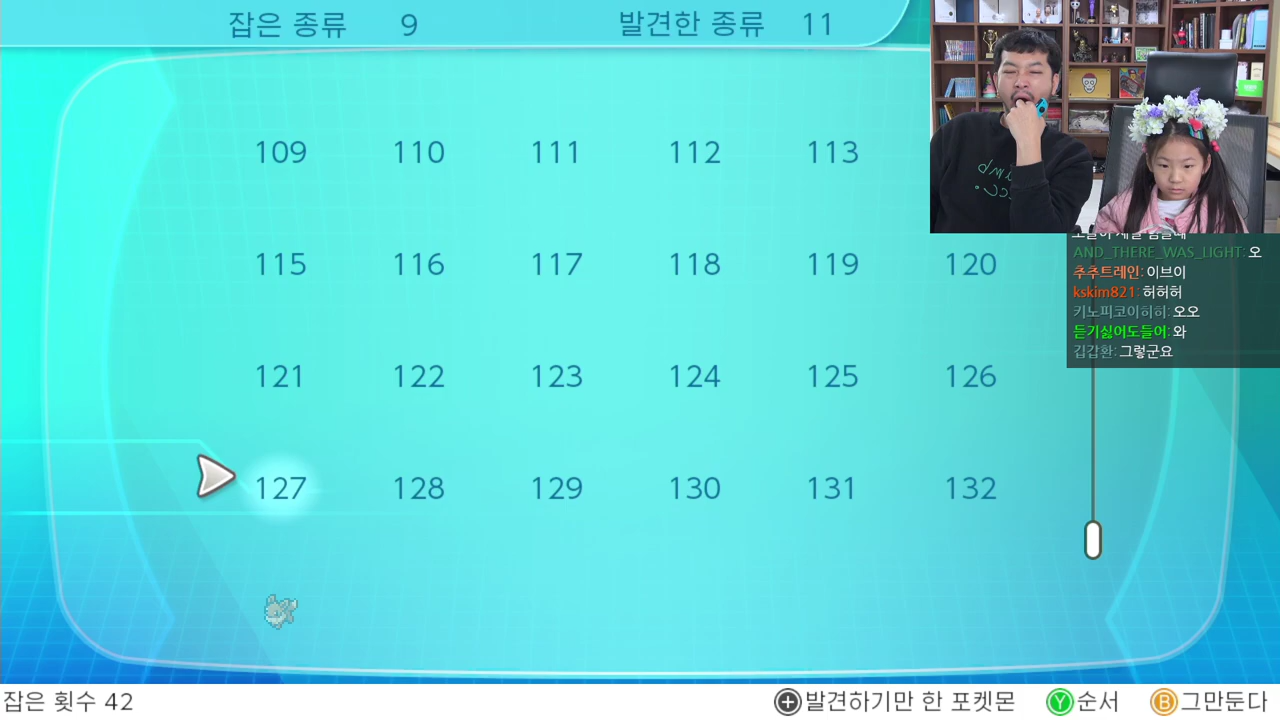 잡은 종류 9
발견한 종류 11
109 110 111 112 113
115 116 117 118 119 120
121 122 123 124 125 126
127 128 129 130 131 132
AND_THERE_WAS_LIGHT: 오
추추트레인: 이브이
kskim821: 허허허
키노피코이히히: 오오
듣기싫어도들어: 와
김갑환: 그렇군요
잡은 횟수 42
발견하기만 한 포켓몬
Y 순서
B 그만둔다